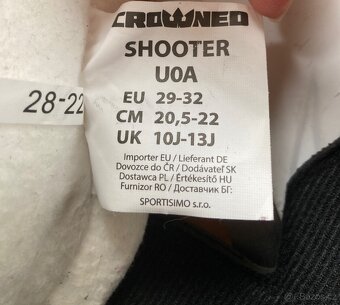 CROWNED
SHOOTER
U0A
EU 29-32
CM 20,5-22
UK 10J-13J
Importer EU / Lieferant DE
Dovozce do ČR / Dodávateľ SK
Dostawca PL / Értékesítő HU
Furnizor RO / Доставчик БГ:
SPORTISIMO s.r.o.
28-22